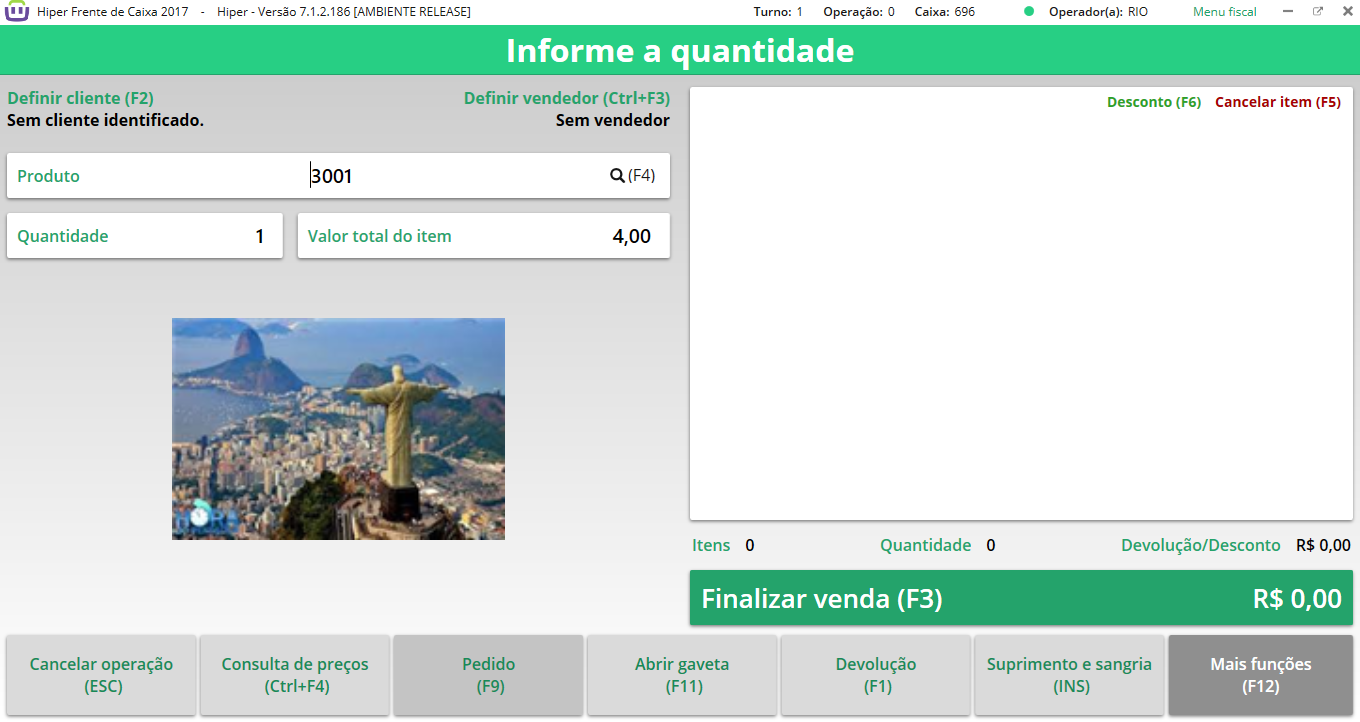 Hiper Frente de Caixa 2017 - Hiper - Versão 7.1.2.186 [AMBIENTE RELEASE] Turno: 1 Operação: 0 Caixa: 696 Operador(a): RIO Menu fiscal
Informe a quantidade
Definir cliente (F2) Definir vendedor (Ctrl+F3)
Sem cliente identificado. Sem vendedor
Desconto (F6) Cancelar item (F5)
Produto 3001 (F4)
Quantidade 1 Valor total do item 4,00
HORA
Itens 0 Quantidade 0 Devolução/Desconto R$ 0,00
Finalizar venda (F3) R$ 0,00
Cancelar operação (ESC)
Consulta de preços (Ctrl+F4)
Pedido (F9)
Abrir gaveta (F11)
Devolução (F1)
Suprimento e sangria (INS)
Mais funções (F12)